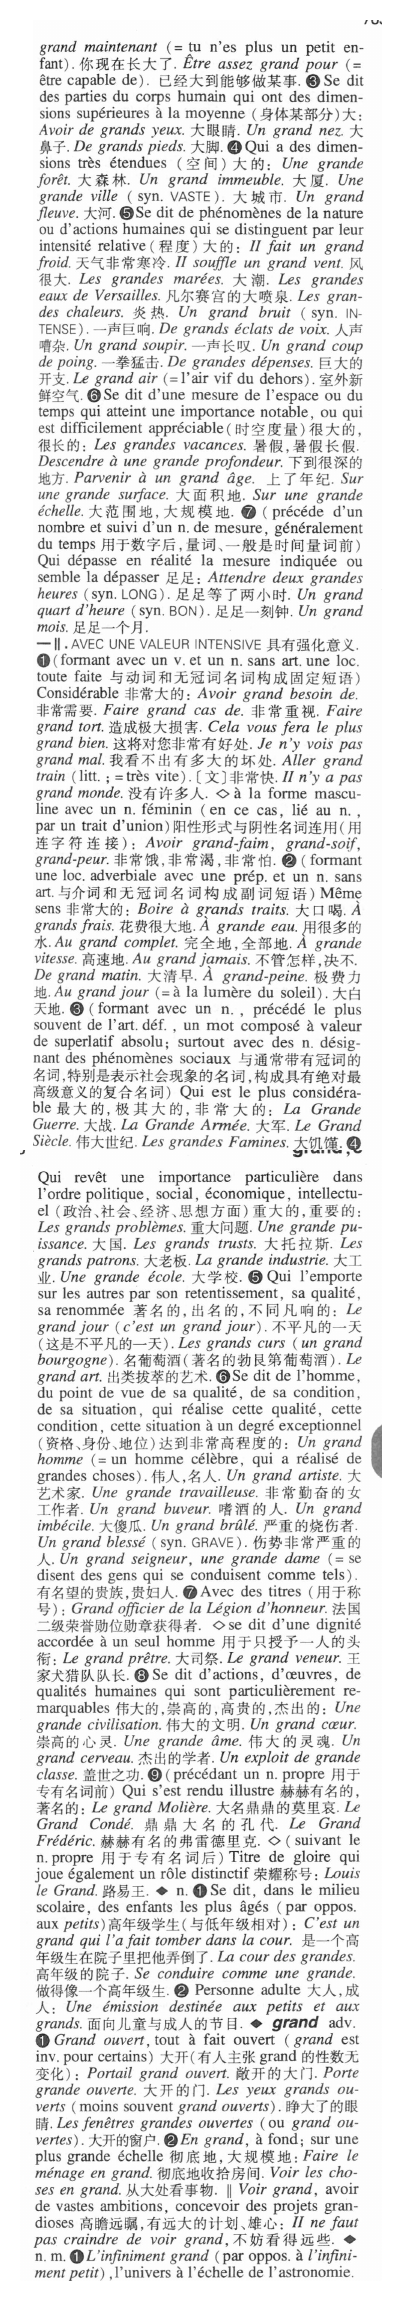 grand maintenant (= tu n'es plus un petit en-
fant). 你现在长大了. Être assez grand pour (=
être capable de). 已经大到能够做某事. ❸ Se dit
des parties du corps humain qui ont des dimen-
sions supérieures à la moyenne (身体某部分)大:
Avoir de grands yeux. 大眼睛. Un grand nez. 大
鼻子. De grands pieds. 大脚. ❹ Qui a des dimen-
sions très étendues (空间)大的: Une grande
forêt. 大森林. Un grand immeuble. 大厦. Une
grande ville (syn. VASTE). 大城市. Un grand
fleuve. 大河. ❺Se dit de phénomènes de la nature
ou d'actions humaines qui se distinguent par leur
intensité relative (程度)大的: Il fait un grand
froid. 天气非常寒冷. Il souffle un grand vent. 风
很大. Les grandes marées. 大潮. Les grandes
eaux de Versailles. 凡尔赛宫的大喷泉. Les gran-
des chaleurs. 炎热. Un grand bruit (syn. IN-
TENSE). 一声巨响. De grands éclats de voix. 人声
嘈杂. Un grand soupir. 一声长叹. Un grand coup
de poing. 一拳猛击. De grandes dépenses. 巨大的
开支. Le grand air (= l'air vif du dehors). 室外新
鲜空气. ❻ Se dit d'une mesure de l'espace ou du
temps qui atteint une importance notable, ou qui
est difficilement appréciable(时空度量)很大的,
很长的: Les grandes vacances. 暑假,暑假长假.
Descendre à une grande profondeur. 下到很深的
地方. Parvenir à un grand âge. 上了年纪. Sur
une grande surface. 大面积地. Sur une grande
échelle. 大范围地,大规模地. ❼ (précédé d'un
nombre et suivi d'un n. de mesure, généralement
du temps 用于数字后,量词、一般是时间量词前)
Qui dépasse en réalité la mesure indiquée ou
semble la dépasser 足足: Attendre deux grandes
heures (syn. LONG). 足足等了两小时. Un grand
quart d'heure (syn. BON). 足足一刻钟. Un grand
mois. 足足一个月.
—Ⅱ. AVEC UNE VALEUR INTENSIVE 具有强化意义.
❶(formant avec un v. et un n. sans art. une loc.
toute faite 与动词和无冠词名词构成固定短语)
Considérable 非常大的: Avoir grand besoin de.
非常需要. Faire grand cas de. 非常重视. Faire
grand tort. 造成极大损害. Cela vous fera le plus
grand bien. 这将对您非常有好处. Je n'y vois pas
grand mal. 我看不出有多大的坏处. Aller grand
train (litt. ; = très vite). [文]非常快. Il n'y a pas
grand monde. 没有许多人. ◇à la forme mascu-
line avec un n. féminin (en ce cas, lié au n.,
par un trait d'union)阳性形式与阴性名词连用(用
连字符连接): Avoir grand-faim, grand-soif,
grand-peur. 非常饿,非常渴,非常怕. ❷ (formant
une loc. adverbiale avec une prép. et un n. sans
art. 与介词和无冠词名词构成副词短语) Même
sens 非常大的: Boire à grands traits. 大口喝. À
grands frais. 花费很大地. À grande eau. 用很多的
水. Au grand complet. 完全地,全部地. À grande
vitesse. 高速地. Au grand jamais. 不管怎样,决不.
De grand matin. 大清早. À grand-peine. 极费力
地. Au grand jour (= à la lumère du soleil). 大白
天地. ❸ (formant avec un n., précédé le plus
souvent de l'art. déf., un mot composé à valeur
de superlatif absolu; surtout avec des n. désig-
nant des phénomènes sociaux 与通常带有冠词的
名词,特别是表示社会现象的名词,构成具有绝对最
高级意义的复合名词) Qui est le plus considéra-
ble 最大的, 极其大的, 非常大的: La Grande
Guerre. 大战. La Grande Armée. 大军. Le Grand
Siècle. 伟大世纪. Les grandes Famines. 大饥馑. ❹
Qui revêt une importance particulière dans
l'ordre politique, social, économique, intellectu-
el (政治、社会、经济、思想方面)重大的,重要的:
Les grands problèmes. 重大问题. Une grande pu-
issance. 大国. Les grands trusts. 大托拉斯. Les
grands patrons. 大老板. La grande industrie. 大工
业. Une grande école. 大学校. ❺ Qui l'emporte
sur les autres par son retentissement, sa qualité,
sa renommée 著名的,出名的,不同凡响的: Le
grand jour (c'est un grand jour). 不平凡的一天
(这是不平凡的一天). Les grands curs (un grand
bourgogne). 名葡萄酒(著名的勃艮第葡萄酒). Le
grand art. 出类拔萃的艺术. ❻Se dit de l'homme,
du point de vue de sa qualité, de sa condition,
de sa situation, qui réalise cette qualité, cette
condition, cette situation à un degré exceptionnel
(资格、身份、地位)达到非常高程度的: Un grand
homme (= un homme célèbre, qui a réalisé de
grandes choses). 伟人,名人. Un grand artiste. 大
艺术家. Une grande travailleuse. 非常勤奋的女
工作者. Un grand buveur. 嗜酒的人. Un grand
imbécile. 大傻瓜. Un grand brûlé. 严重的烧伤者.
Un grand blessé (syn. GRAVE). 伤势非常严重的
人. Un grand seigneur, une grande dame (= se
disent des gens qui se conduisent comme tels).
有名望的贵族,贵妇人. ❼ Avec des titres (用于称
号): Grand officier de la Légion d'honneur. 法国
二级荣誉勋位勋章获得者. ◇se dit d'une dignité
accordée à un seul homme 用于只授予一人的头
衔: Le grand prêtre. 大司祭. Le grand veneur. 王
家犬猎队队长. ❽ Se dit d'actions, d'œuvres, de
qualités humaines qui sont particulièrement re-
marquables 伟大的,崇高的,高贵的,杰出的: Une
grande civilisation. 伟大的文明. Un grand cœur.
崇高的心灵. Une grande âme. 伟大的灵魂. Un
grand cerveau. 杰出的学者. Un exploit de grande
classe. 盖世之功. ❾ (précédant un n. propre 用于
专有名词前) Qui s'est rendu illustre 赫赫有名的,
著名的: Le grand Molière. 大名鼎鼎的莫里哀. Le
Grand Condé. 鼎鼎大名的孔代. Le Grand
Frédéric. 赫赫有名的弗雷德里克. ◇ (suivant le
n. propre 用于专有名词后) Titre de gloire qui
joue également un rôle distinctif 荣耀称号: Louis
le Grand. 路易王. ◆ n. ❶ Se dit, dans le milieu
scolaire, des enfants les plus âgés (par oppos.
aux petits)高年级学生(与低年级相对): C'est un
grand qui l'a fait tomber dans la cour. 是一个高
年级生在院子里把他弄倒了. La cour des grandes.
高年级的院子. Se conduire comme une grande.
做得像一个高年级生. ❷ Personne adulte 大人,成
人: Une émission destinée aux petits et aux
grands. 面向儿童与成人的节目. ◆ grand adv.
❶ Grand ouvert, tout à fait ouvert (grand est
inv. pour certains) 大开(有人主张 grand 的性数无
变化): Portail grand ouvert. 敞开的大门. Porte
grande ouverte. 大开的门. Les yeux grands ou-
verts (moins souvent grand ouverts). 睁大了的眼
睛. Les fenêtres grandes ouvertes (ou grand ou-
vertes). 大开的窗户. ❷ En grand, à fond; sur une
plus grande échelle 彻底地,大规模地: Faire le
ménage en grand. 彻底地收拾房间. Voir les cho-
ses en grand. 从大处看事物. ‖ Voir grand, avoir
de vastes ambitions, concevoir des projets gran-
dioses 高瞻远瞩,有远大的计划、雄心: Il ne faut
pas craindre de voir grand, 不妨看得远些. ◆
n. m. ❶ L'infiniment grand (par oppos. à l'infini-
ment petit), l'univers à l'échelle de l'astronomie.